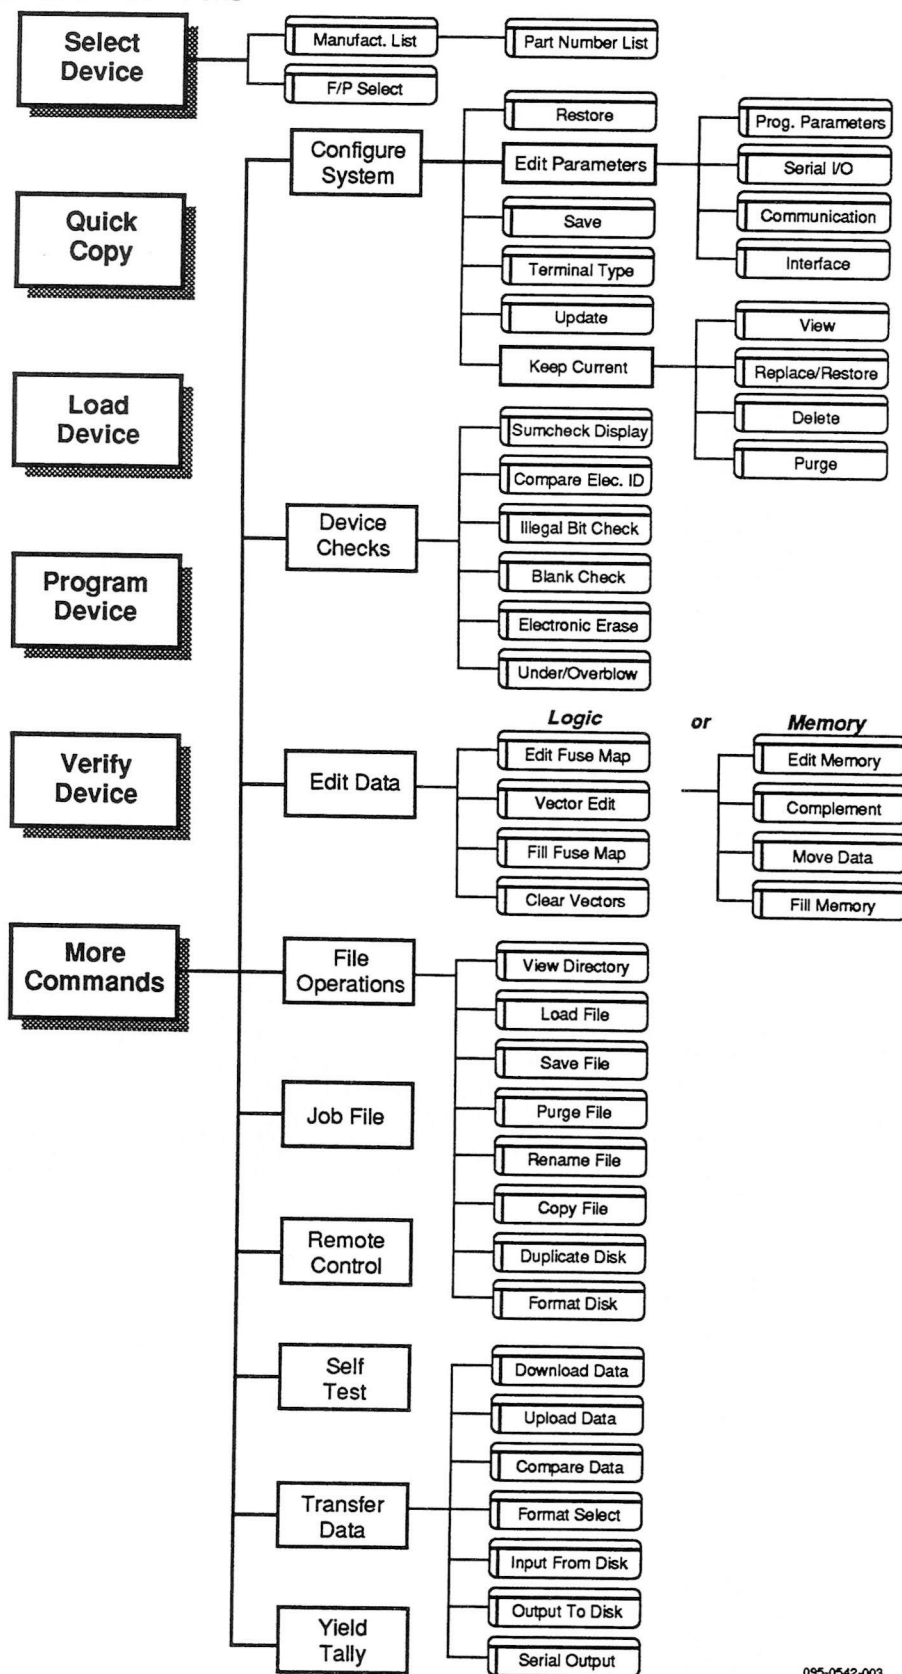 Select
Device
Manufact. List
Part Number List
F/P Select
Configure
System
Restore
Edit Parameters
Save
Terminal Type
Update
Keep Current
Prog. Parameters
Serial I/O
Communication
Interface
View
Replace/Restore
Delete
Purge
Quick
Copy
Load
Device
Device
Checks
Sumcheck Display
Compare Elec. ID
Illegal Bit Check
Blank Check
Electronic Erase
Under/Overblow
Program
Device
Verify
Device
Edit Data
Logic
Edit Fuse Map
Vector Edit
Fill Fuse Map
Clear Vectors
or
Memory
Edit Memory
Complement
Move Data
Fill Memory
More
Commands
File
Operations
View Directory
Load File
Save File
Purge File
Rename File
Copy File
Duplicate Disk
Format Disk
Job File
Remote
Control
Self
Test
Transfer
Data
Download Data
Upload Data
Compare Data
Format Select
Input From Disk
Output To Disk
Serial Output
Yield
Tally
095-0542-003